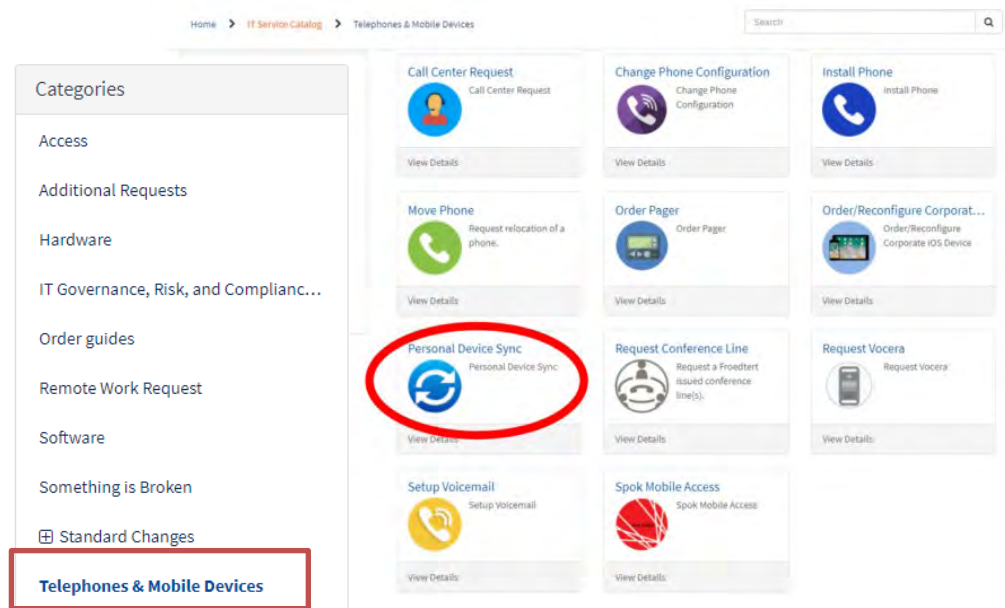 Home > IT Service Catalog > Telephones & Mobile Devices
Search
Categories
Access
Additional Requests
Hardware
IT Governance, Risk, and Complianc...
Order guides
Remote Work Request
Software
Something is Broken
Standard Changes
Telephones & Mobile Devices
Call Center Request
Call Center Request
View Details
Change Phone Configuration
Change Phone
Configuration
View Details
Install Phone
Install Phone
View Details
Move Phone
Request relocation of a
phone.
View Details
Order Pager
Order Pager
View Details
Order/Reconfigure Corporat...
Order/Reconfigure
Corporate iOS Device
View Details
Personal Device Sync
Personal Device Sync
View Details
Request Conference Line
Request a Froedtert
issued conference
line(s).
View Details
Request Vocera
Request Vocera
View Details
Setup Voicemail
Setup Voicemail
View Details
Spok Mobile Access
Spok Mobile Access
View Details